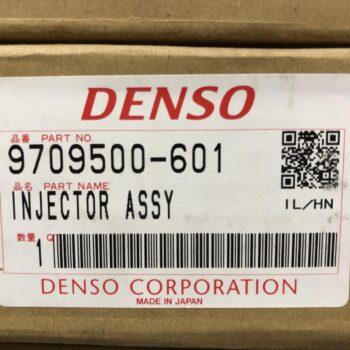 DENSO
品番 PART NO.
9709500-601
品名 PART NAME
INJECTOR ASSY
1L/HN
数量 Q
1
DENSO CORPORATION
MADE IN JAPAN